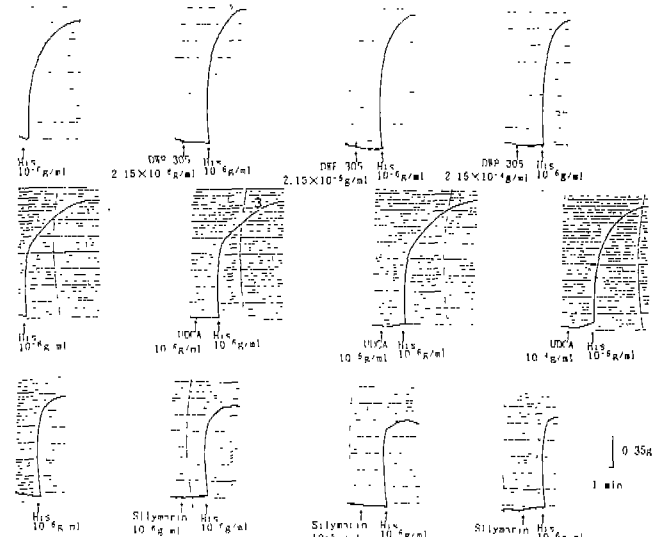 His
10⁻⁶g/ml
DWP 305 His
2.15×10⁻⁶g/ml 10⁻⁶g/ml
DWP 305 His
2.15×10⁻⁵g/ml 10⁻⁶g/ml
DWP 305 His
2.15×10⁻⁴g/ml 10⁻⁶g/ml
His
10⁻⁶g/ml
UDCA His
10⁻⁶g/ml 10⁻⁶g/ml
UDCA His
10⁻⁵g/ml 10⁻⁶g/ml
UDCA His
10⁻⁴g/ml 10⁻⁶g/ml
0.35g
1 min
His
10⁻⁶g/ml
Silymarin His
10⁻⁶g/ml 10⁻⁶g/ml
Silymarin His
10⁻⁶g/ml
Silymarin His